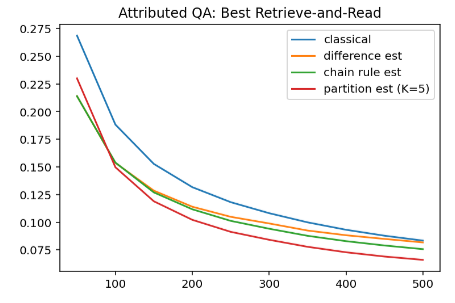 Attributed QA: Best Retrieve-and-Read
classical
difference est
chain rule est
partition est (K=5)
0.275
0.250
0.225
0.200
0.175
0.150
0.125
0.100
0.075
100 200 300 400 500